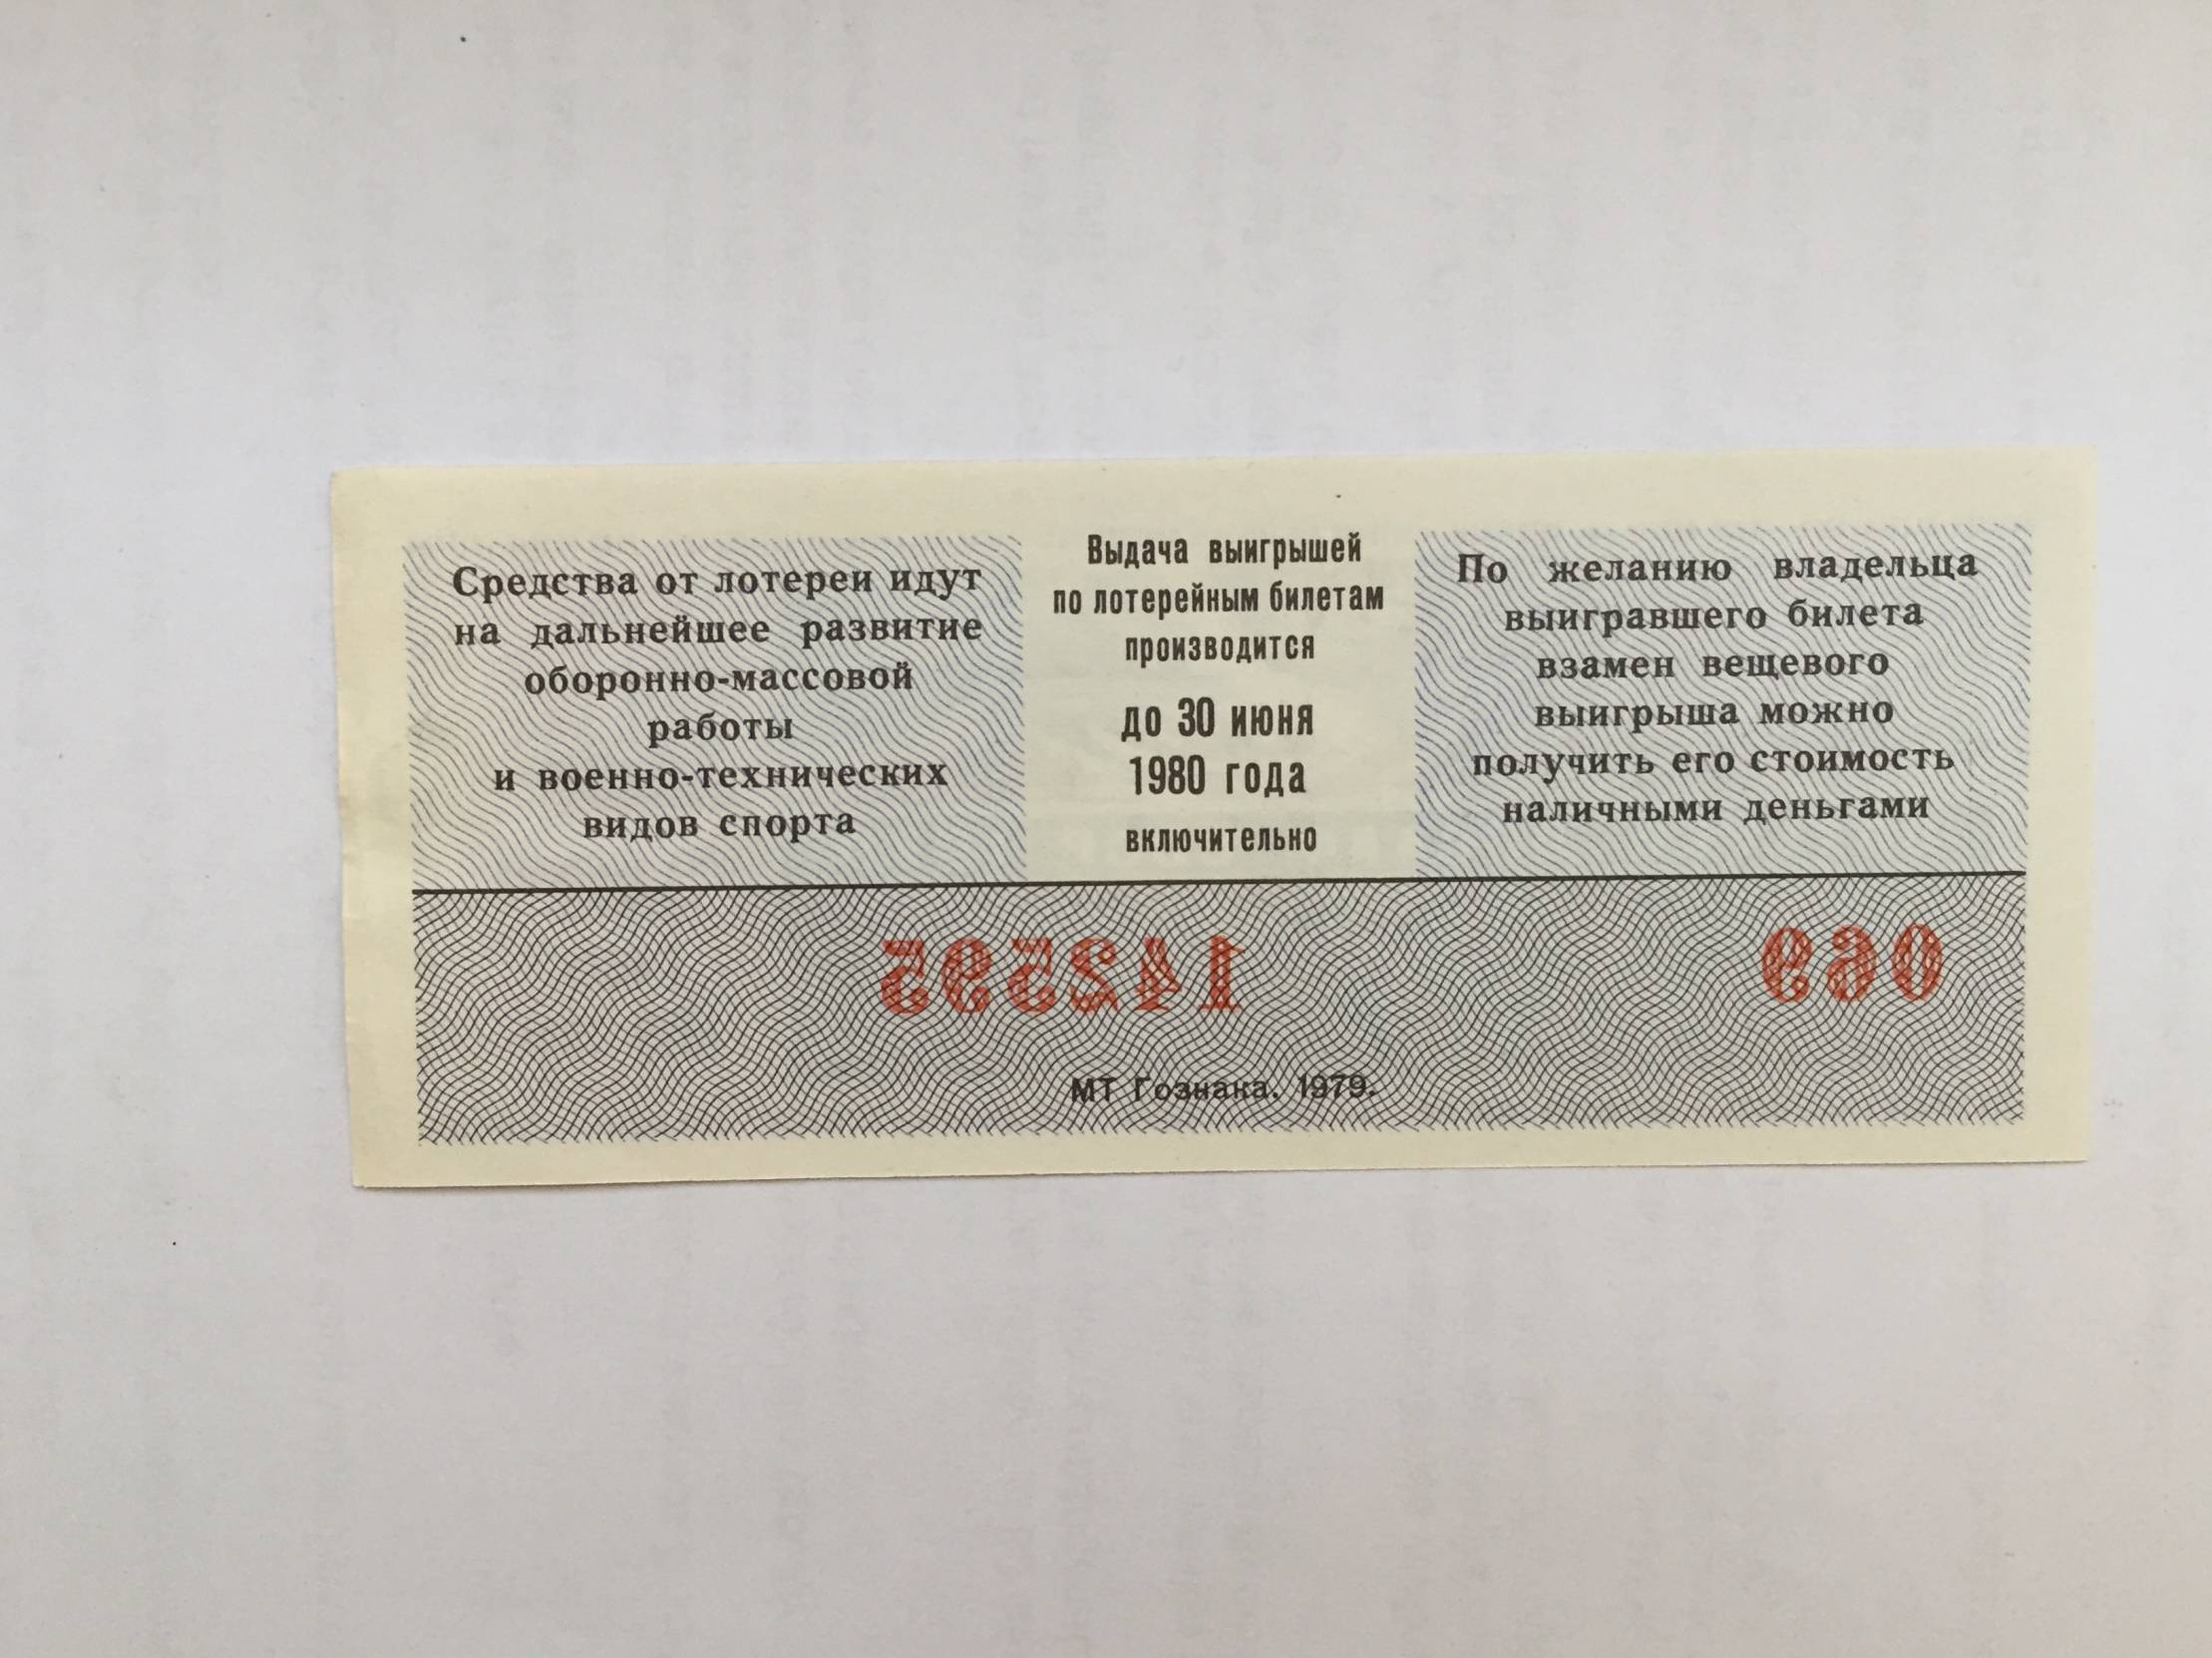 Средства от лотереи идут
на дальнейшее развитие
оборонно-массовой
работы
и военно-технических
видов спорта
Выдача выигрышей
по лотерейным билетам
производится
до 30 июня
1980 года
включительно
По желанию владельца
выигравшего билета
взамен вещевого
выигрыша можно
получить его стоимость
наличными деньгами
142595
069
МТ Гознака. 1979.